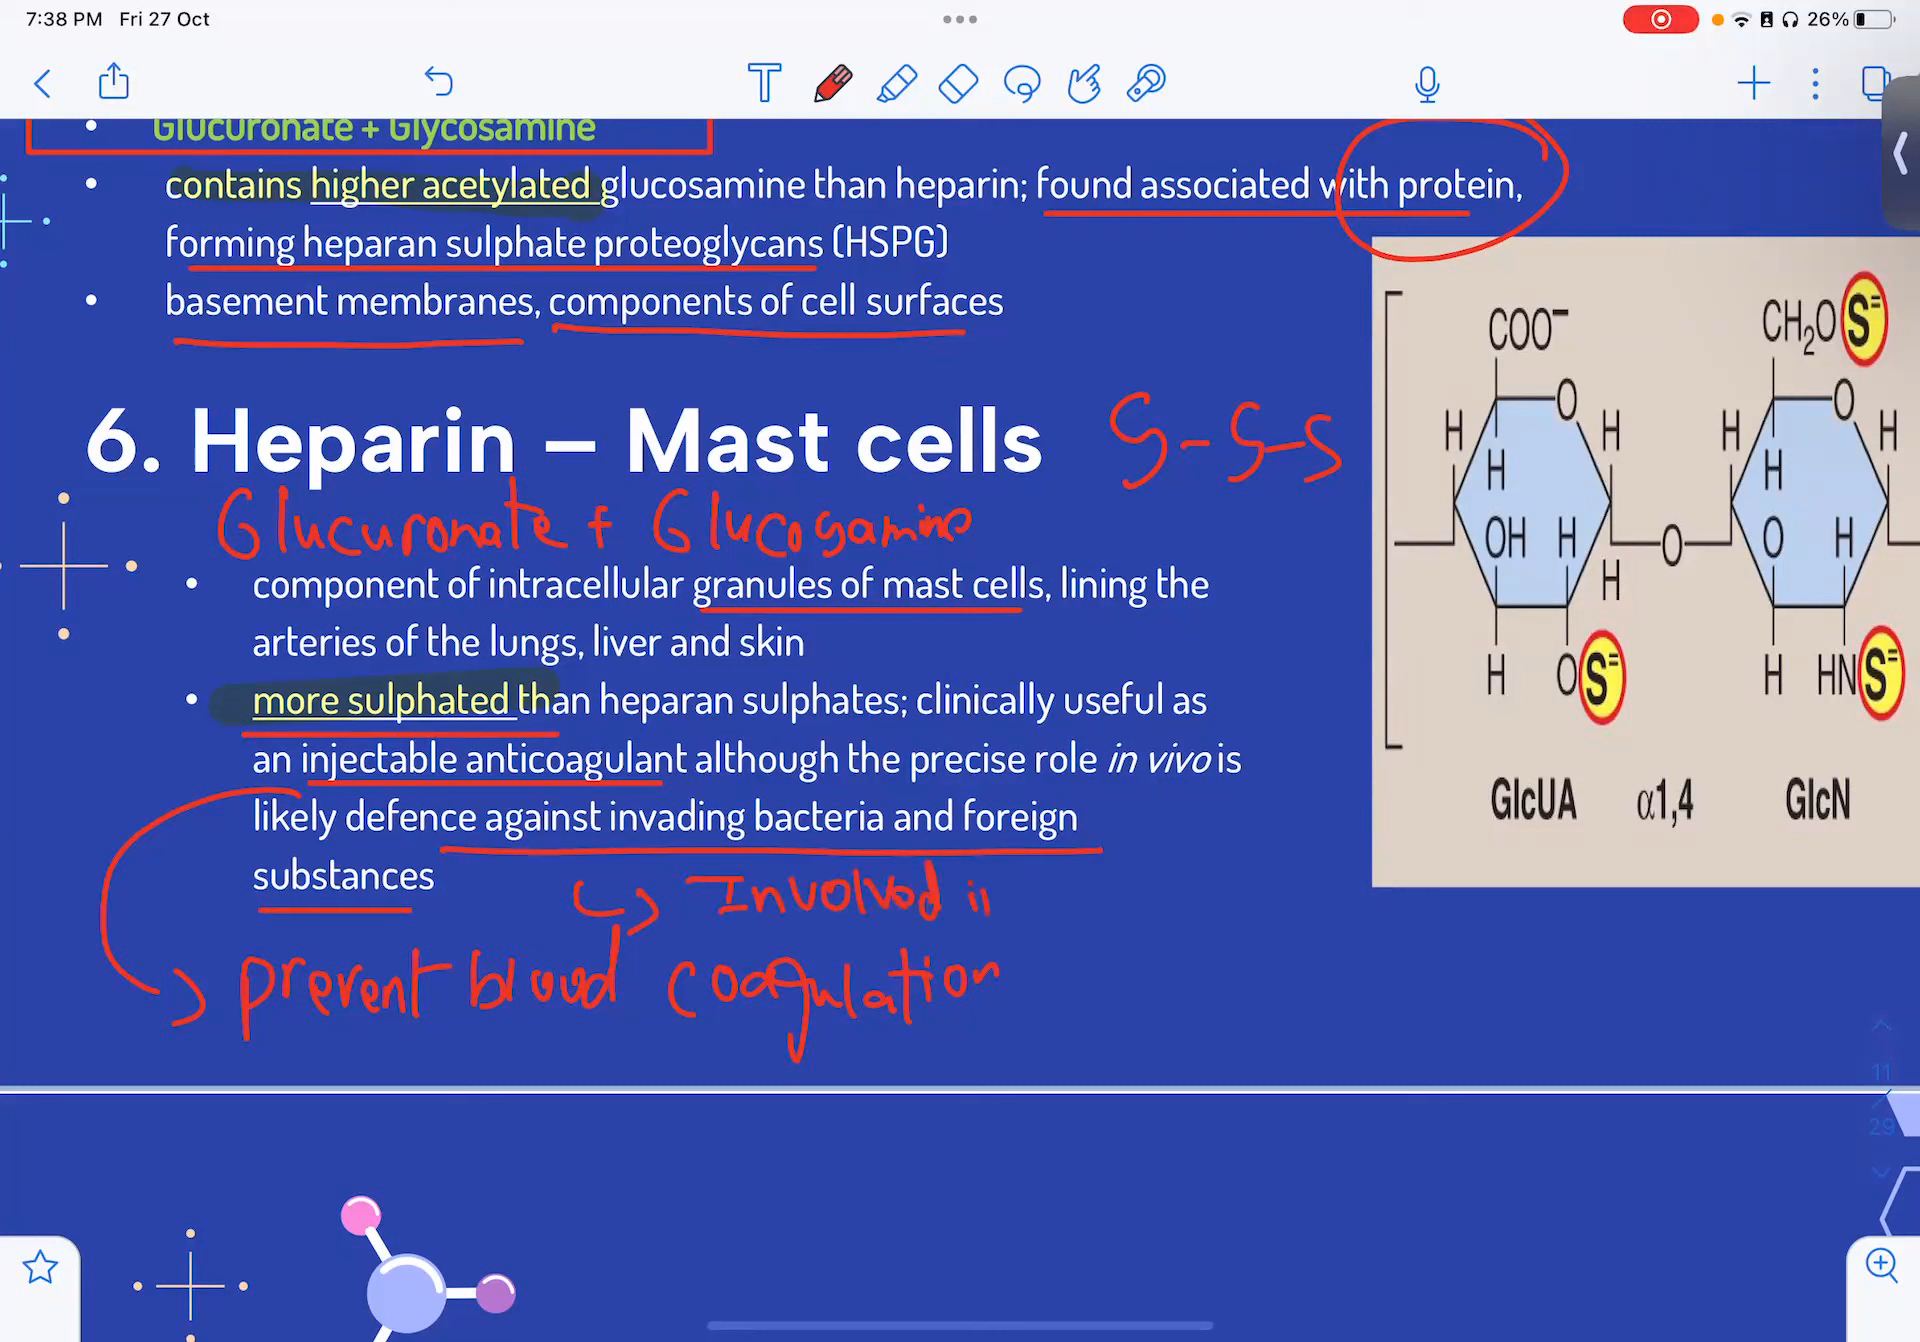 7:38 PM Fri 27 Oct
26%
Glucuronate + Glycosamine
contains higher acetylated glucosamine than heparin; found associated with protein,
forming heparan sulphate proteoglycans (HSPG)
basement membranes, components of cell surfaces
6. Heparin – Mast cells
S-S-S
Glucuronate + Glucosamine
component of intracellular granules of mast cells, lining the
arteries of the lungs, liver and skin
more sulphated than heparan sulphates; clinically useful as
an injectable anticoagulant although the precise role in vivo is
likely defence against invading bacteria and foreign
substances
Involved i
prevent blood coagulation
COO⁻ CH₂O S⁼
O O
H H H H
H H
OH H O H
O
H
H O S⁼ H HN S⁼
GlcUA α1,4 GlcN
11
29